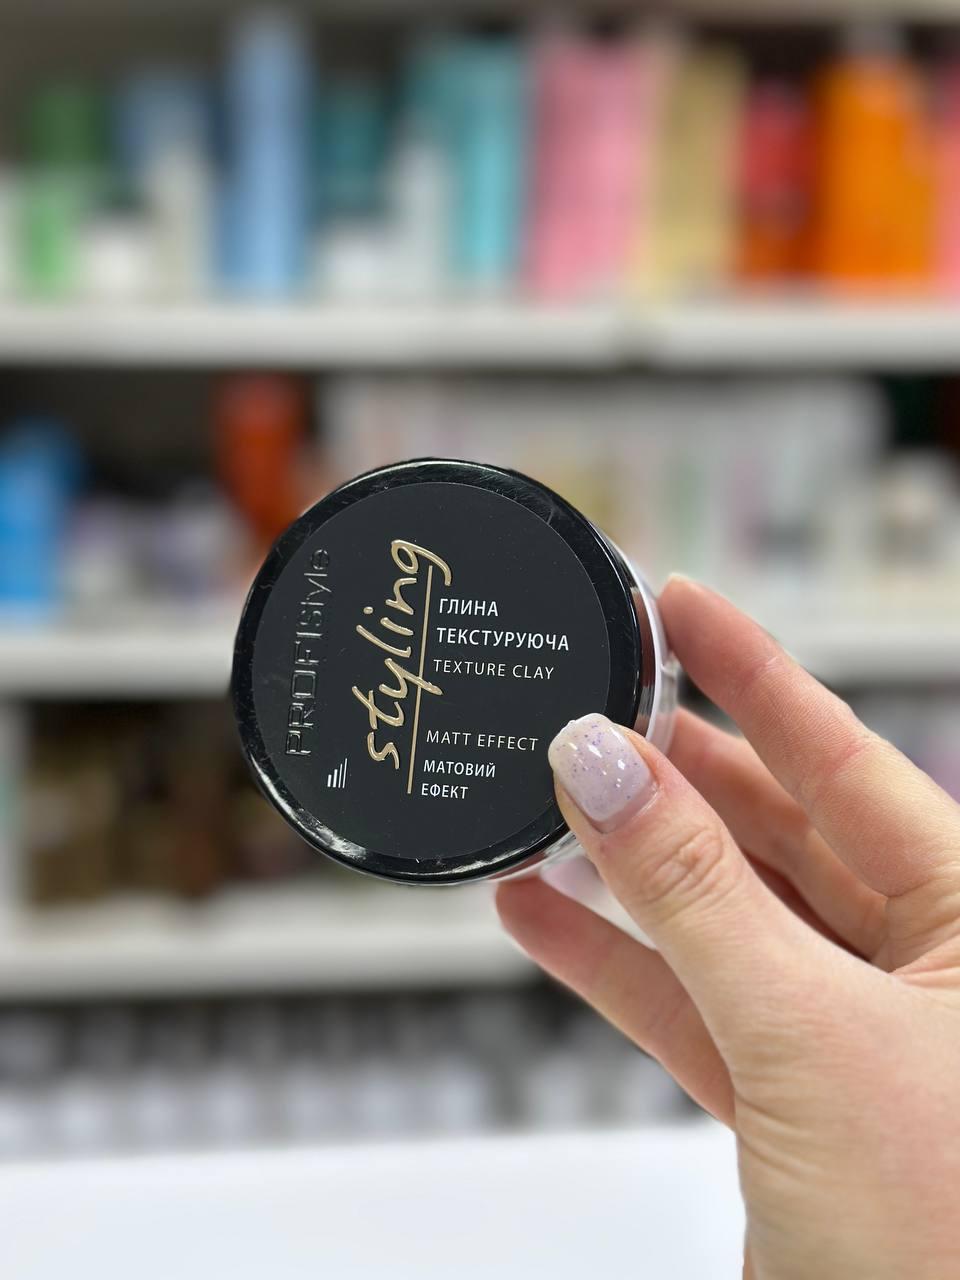 PROFIstyle
styling
ГЛИНА
ТЕКСТУРУЮЧА
TEXTURE CLAY
MATT EFFECT
МАТОВИЙ
ЕФЕКТ